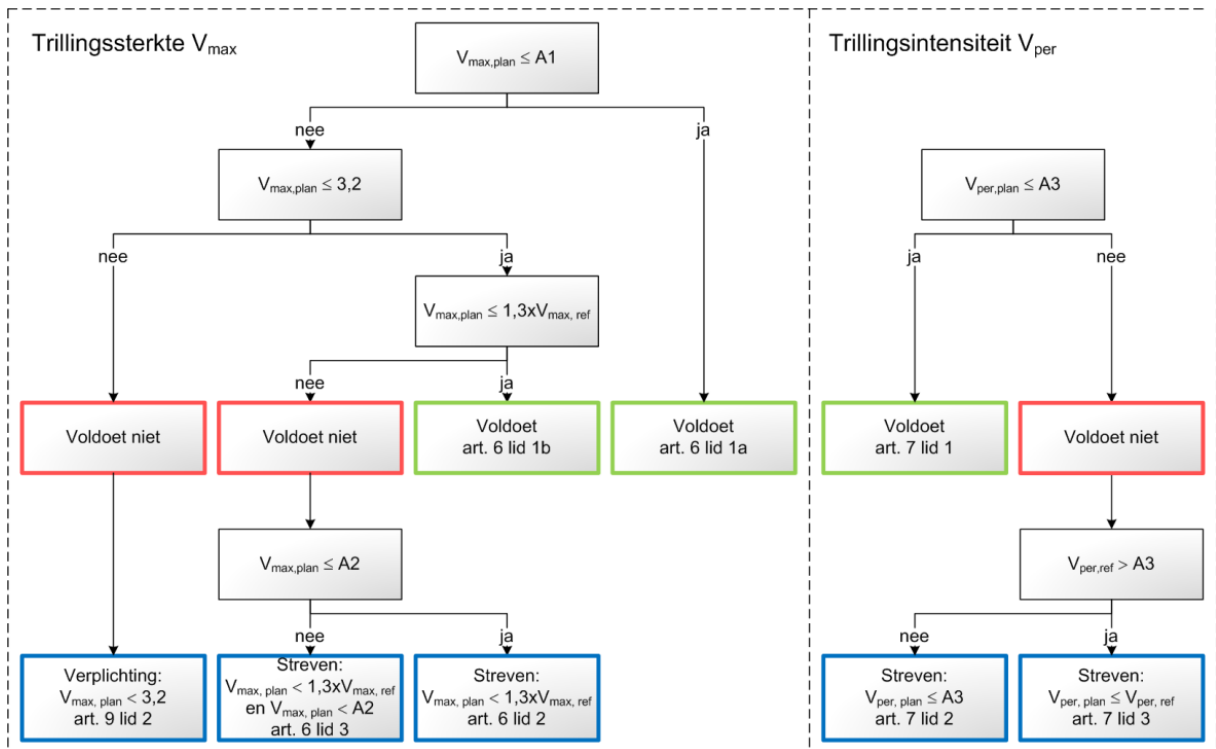 Trillingssterkte Vmax
Vmax,plan ≤ A1
nee
ja
Vmax,plan ≤ 3,2
nee
ja
Vmax,plan ≤ 1,3xVmax, ref
nee
ja
Voldoet niet
Voldoet niet
Voldoet
art. 6 lid 1b
Voldoet
art. 6 lid 1a
Vmax,plan ≤ A2
nee
ja
Verplichting:
Vmax, plan < 3,2
art. 9 lid 2
Streven:
Vmax, plan < 1,3xVmax, ref
en Vmax, plan < A2
art. 6 lid 3
Streven:
Vmax, plan < 1,3xVmax, ref
art. 6 lid 2
Trillingsintensiteit Vper
Vper,plan ≤ A3
ja
nee
Voldoet
art. 7 lid 1
Voldoet niet
Vper,ref > A3
nee
ja
Streven:
Vper, plan ≤ A3
art. 7 lid 2
Streven:
Vper, plan ≤ Vper, ref
art. 7 lid 3